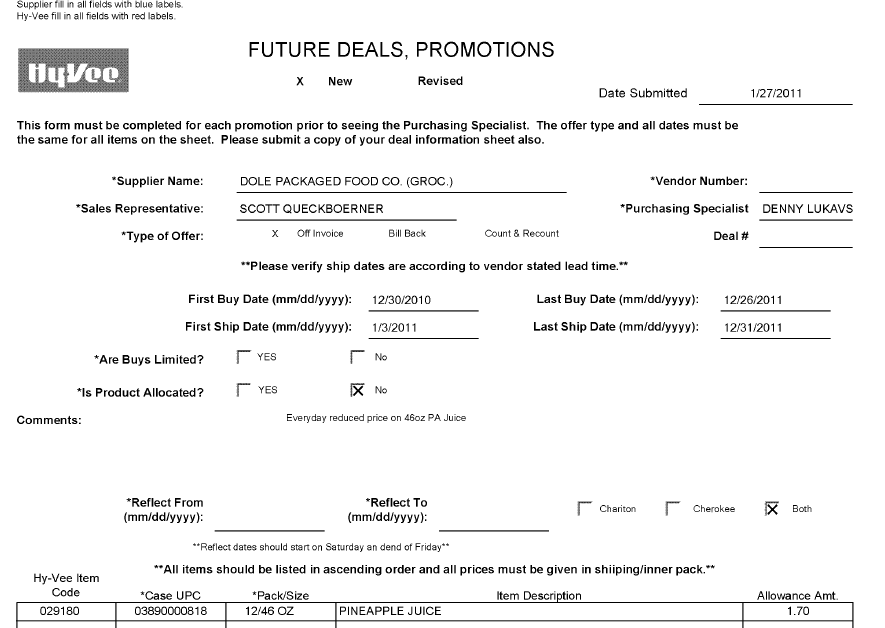 Supplier fill in all fields with blue labels.
Hy-Vee fill in all fields with red labels.
HyVee
FUTURE DEALS, PROMOTIONS
X New Revised
Date Submitted 1/27/2011
This form must be completed for each promotion prior to seeing the Purchasing Specialist. The offer type and all dates must be
the same for all items on the sheet. Please submit a copy of your deal information sheet also.
*Supplier Name: DOLE PACKAGED FOOD CO. (GROC.) *Vendor Number:
*Sales Representative: SCOTT QUECKBOERNER *Purchasing Specialist DENNY LUKAVS
*Type of Offer: X Off Invoice Bill Back Count & Recount Deal #
**Please verify ship dates are according to vendor stated lead time.**
First Buy Date (mm/dd/yyyy): 12/30/2010 Last Buy Date (mm/dd/yyyy): 12/26/2011
First Ship Date (mm/dd/yyyy): 1/3/2011 Last Ship Date (mm/dd/yyyy): 12/31/2011
*Are Buys Limited? YES No
*Is Product Allocated? YES X No
Comments: Everyday reduced price on 46oz PA Juice
*Reflect From *Reflect To
(mm/dd/yyyy): (mm/dd/yyyy): Chariton Cherokee X Both
**Reflect dates should start on Saturday an dend of Friday**
**All items should be listed in ascending order and all prices must be given in shiiping/inner pack.**
Hy-Vee Item
Code *Case UPC *Pack/Size Item Description Allowance Amt.
029180 03890000818 12/46 OZ PINEAPPLE JUICE 1.70